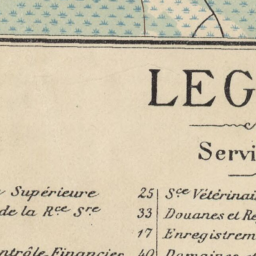 LEG
Servi
Supérieure 25 Sce Vétérinai
de la Rce Sre 33 Douanes et Re
17 Enregistrem
ntrôle Financier 40 Domaines et